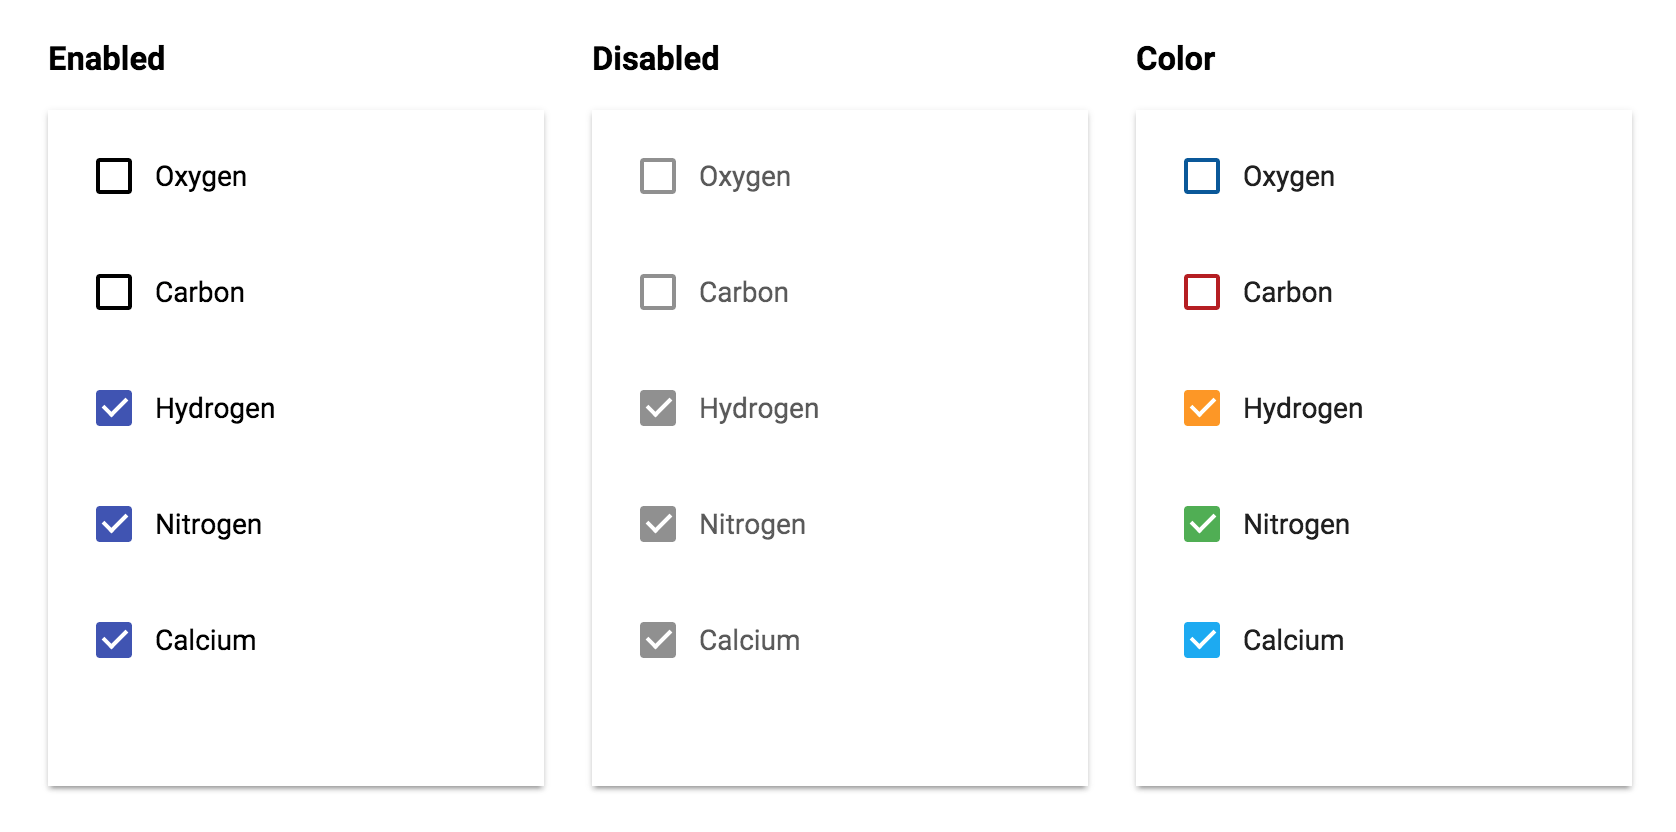 Enabled
Oxygen
Carbon
Hydrogen
Nitrogen
Calcium
Disabled
Oxygen
Carbon
Hydrogen
Nitrogen
Calcium
Color
Oxygen
Carbon
Hydrogen
Nitrogen
Calcium